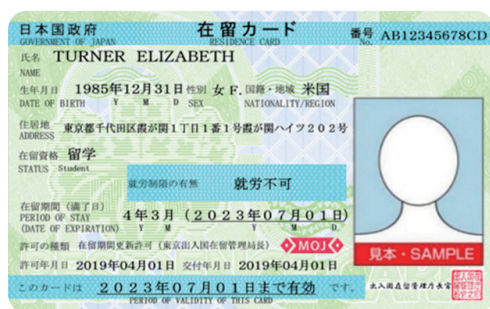 日本国政府 在留カード 番号 AB12345678CD
GOVERNMENT OF JAPAN RESIDENCE CARD No.
氏名 TURNER ELIZABETH
NAME
生年月日 1985年12月31日 性別 女 F. 国籍・地域 米国
DATE OF BIRTH Y M D SEX NATIONALITY/REGION
住居地 東京都千代田区霞が関1丁目1番1号霞が関ハイツ202号
ADDRESS
在留資格 留学
STATUS Student
就労制限の有無 就労不可
在留期間(満了日) 4年3月(2023年07月01日)
PERIOD OF STAY
(DATE OF EXPIRATION) Y M Y M D
許可の種類 在留期間更新許可(東京出入国在留管理局長) MOJ
見本・SAMPLE
許可年月日 2019年04月01日 交付年月日 2019年04月01日
このカードは 2023年07月01日まで有効 です。
PERIOD OF VALIDITY OF THIS CARD
出入国在留管理庁長官